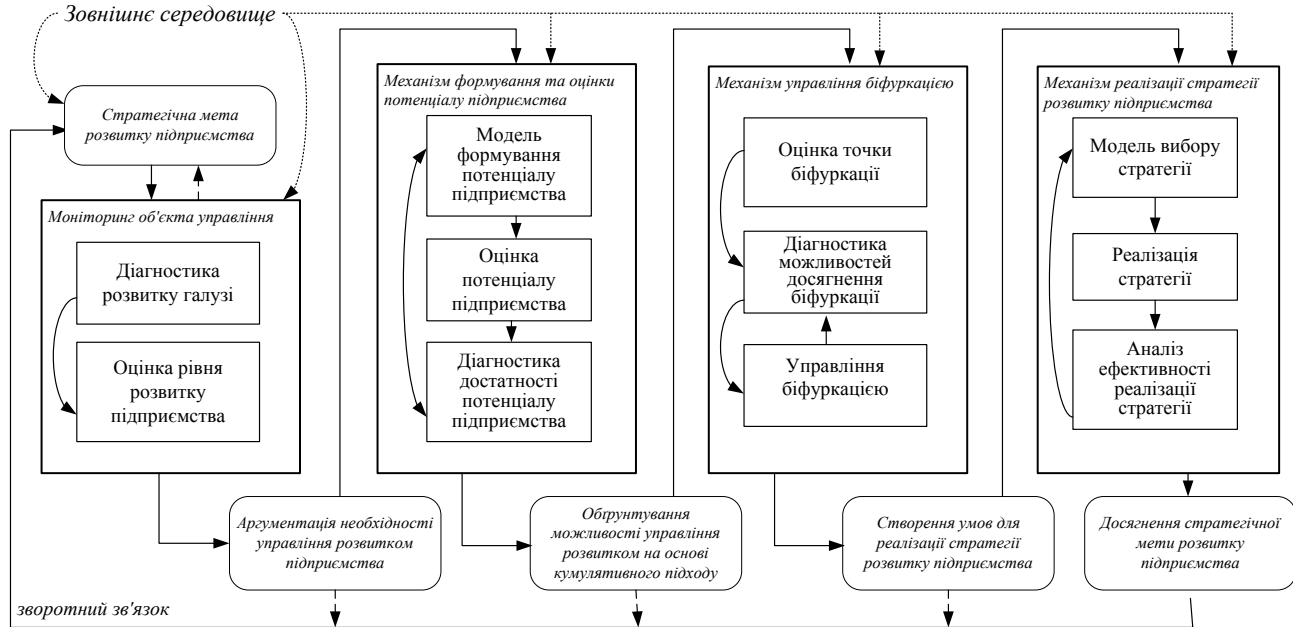 Зовнішнє середовище
Стратегічна мета
розвитку підприємства
Моніторинг об'єкта управління
Діагностика
розвитку галузі
Оцінка рівня
розвитку
підприємства
Аргументація необхідності
управління розвитком
підприємства
Механізм формування та оцінки
потенціалу підприємства
Модель
формування
потенціалу
підприємства
Оцінка
потенціалу
підприємства
Діагностика
достатності
потенціалу
підприємства
Обґрунтування
можливості управління
розвитком на основі
кумулятивного підходу
Механізм управління біфуркацією
Оцінка точки
біфуркації
Діагностика
можливостей
досягнення
біфуркації
Управління
біфуркацією
Створення умов для
реалізації стратегії
розвитку підприємства
Механізм реалізації стратегії
розвитку підприємства
Модель вибору
стратегії
Реалізація
стратегії
Аналіз
ефективності
реалізації
стратегії
Досягнення стратегічної
мети розвитку
підприємства
зворотний зв'язок